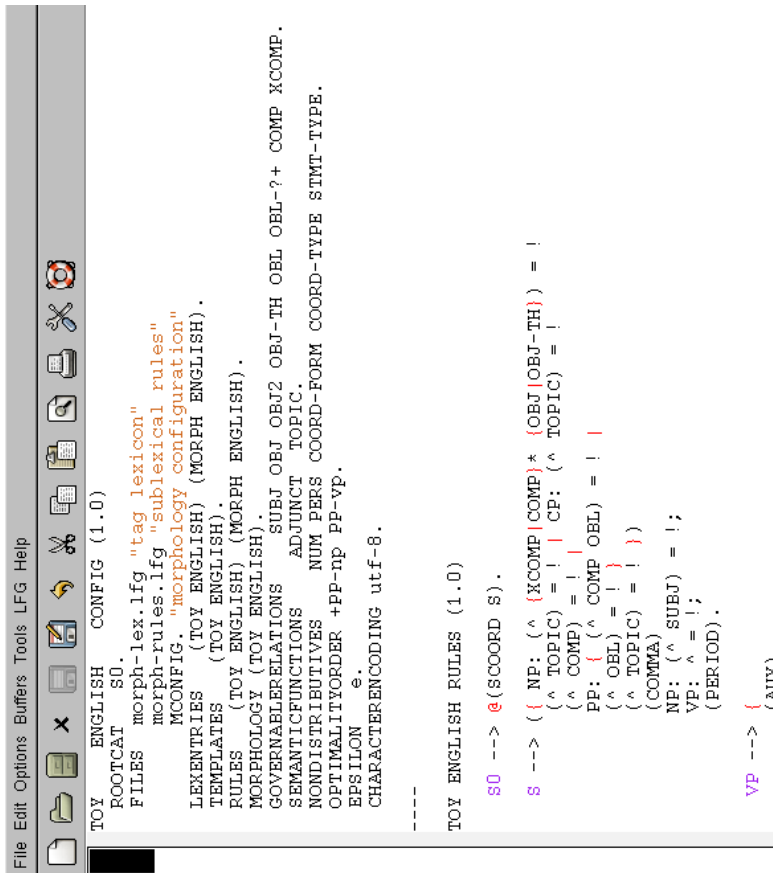 File Edit Options Buffers Tools LFG Help
TOY ENGLISH CONFIG (1.0)
ROOTCAT S0.
FILES morph-lex.lfg "tag lexicon"
morph-rules.lfg "sublexical rules"
MCONFIG. "morphology configuration"
LEXENTRIES (TOY ENGLISH) (MORPH ENGLISH).
TEMPLATES (TOY ENGLISH).
RULES (TOY ENGLISH) (MORPH ENGLISH).
MORPHOLOGY (TOY ENGLISH).
GOVERNABLERELATIONS SUBJ OBJ OBJ2 OBJ-TH OBL OBL-?+ COMP XCOMP.
SEMANTICFUNCTIONS ADJUNCT TOPIC.
NONDISTRIBUTIVES NUM PERS COORD-FORM COORD-TYPE STMT-TYPE.
OPTIMALITYORDER +PP-np PP-vp.
EPSILON e.
CHARACTERENCODING utf-8.
----
TOY ENGLISH RULES (1.0)
S0 --> @(SCOORD S).
S --> ({ NP: (^ {XCOMP|COMP}* {OBJ|OBJ-TH}) = !
(^ TOPIC) = ! | CP: (^ TOPIC) = !
(^ COMP) = ! |
PP: { (^ COMP OBL) = ! |
(^ OBL) = ! }
(^ TOPIC) = ! })
(COMMA)
NP: (^ SUBJ) = !;
VP: ^ = !;
(PERIOD).
VP --> {
(AUX)